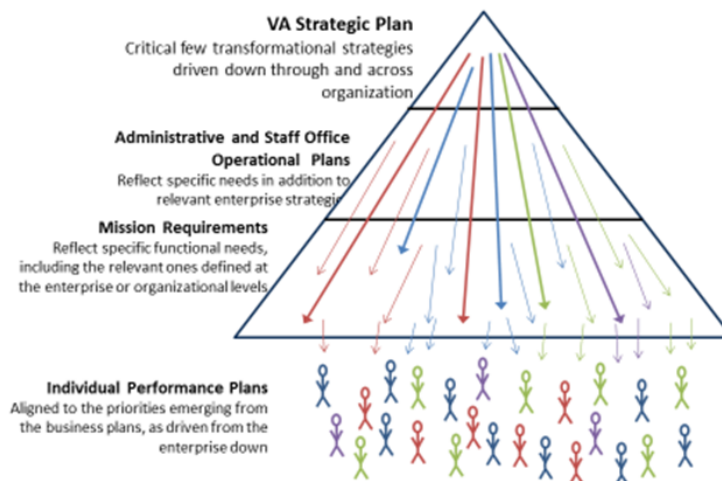 VA Strategic Plan
Critical few transformational strategies
driven down through and across
organization
Administrative and Staff Office
Operational Plans
Reflect specific needs in addition to
relevant enterprise strategie
Mission Requirements
Reflect specific functional needs,
including the relevant ones defined at
the enterprise or organizational levels
Individual Performance Plans
Aligned to the priorities emerging from
the business plans, as driven from the
enterprise down